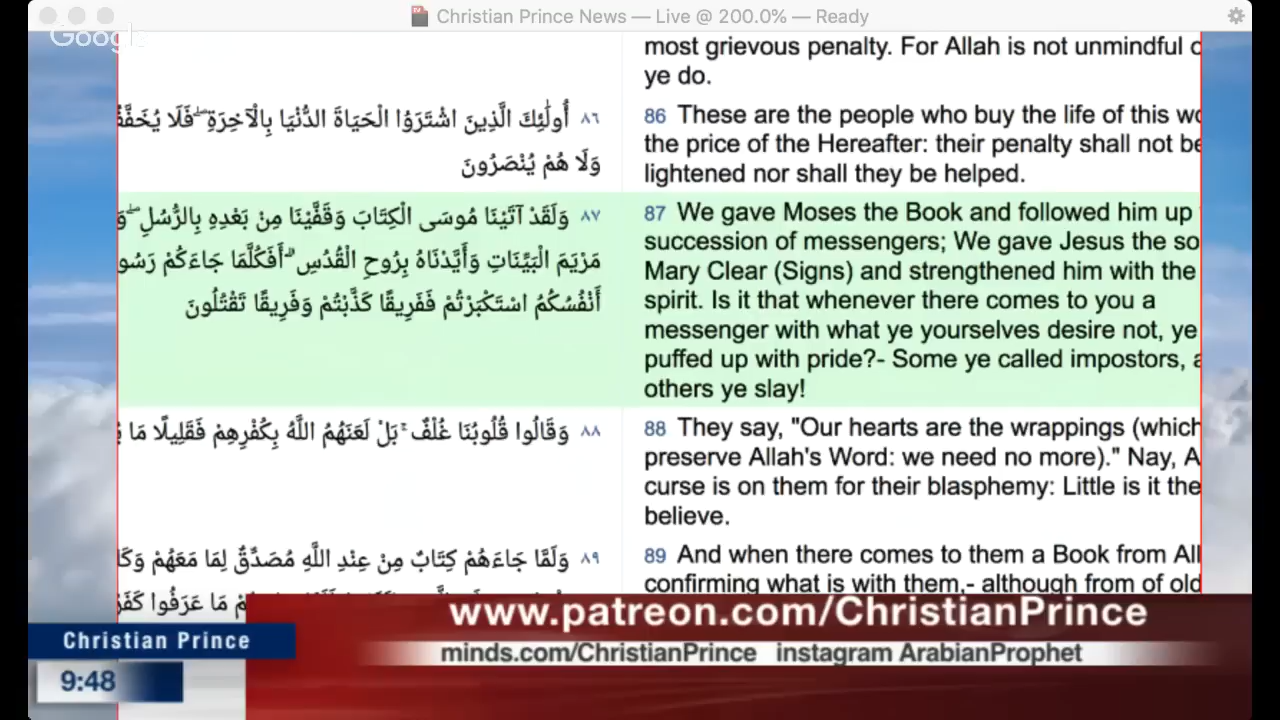 Christian Prince News — Live @ 200.0% — Ready
Google
most grievous penalty. For Allah is not unmindful
ye do.
٨٦ أُولَٰئِكَ الَّذِينَ اشْتَرَوُا الْحَيَاةَ الدُّنْيَا بِالْآخِرَةِ ۖ فَلَا
وَلَا هُمْ يُنْصَرُونَ
86 These are the people who buy the life of this
the price of the Hereafter: their penalty shall not be
lightened nor shall they be helped.
٨٧ وَلَقَدْ آتَيْنَا مُوسَى الْكِتَابَ وَقَفَّيْنَا مِنْ بَعْدِهِ بِالرُّسُلِ ۖ
مَرْيَمَ الْبَيِّنَاتِ وَأَيَّدْنَاهُ بِرُوحِ الْقُدُسِ ۗ أَفَكُلَّمَا جَاءَكُمْ
أَنْفُسُكُمُ اسْتَكْبَرْتُمْ فَفَرِيقًا كَذَّبْتُمْ وَفَرِيقًا تَقْتُلُونَ
87 We gave Moses the Book and followed him up
succession of messengers; We gave Jesus the
Mary Clear (Signs) and strengthened him with the
spirit. Is it that whenever there comes to you a
messenger with what ye yourselves desire not, ye
puffed up with pride?- Some ye called impostors,
others ye slay!
٨٨ وَقَالُوا قُلُوبُنَا غُلْفٌ ۚ بَلْ لَعَنَهُمُ اللَّهُ بِكُفْرِهِمْ فَقَلِيلًا مَا
88 They say, "Our hearts are the wrappings (which
preserve Allah's Word: we need no more)." Nay,
curse is on them for their blasphemy: Little is it
believe.
٨٩ وَلَمَّا جَاءَهُمْ كِتَابٌ مِنْ عِنْدِ اللَّهِ مُصَدِّقٌ لِمَا مَعَهُمْ
مَا عَرَفُوا
89 And when there comes to them a Book from
confirming what is with them,- although from of old
www.patreon.com/ChristianPrince
Christian Prince
minds.com/ChristianPrince instagram ArabianProphet
9:48